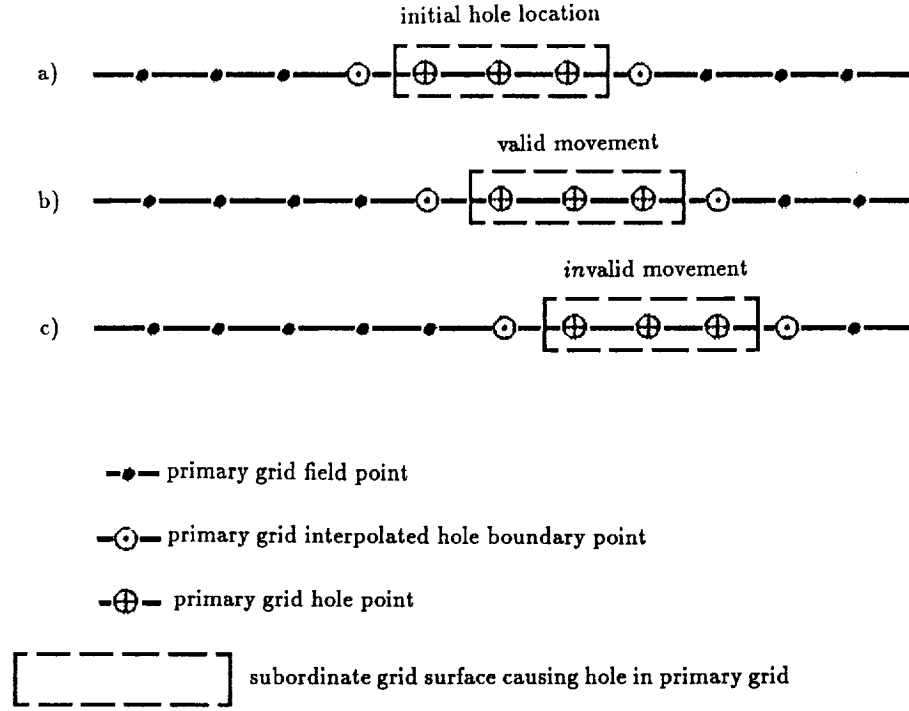 initial hole location
a)
valid movement
b)
invalid movement
c)
primary grid field point
primary grid interpolated hole boundary point
primary grid hole point
subordinate grid surface causing hole in primary grid